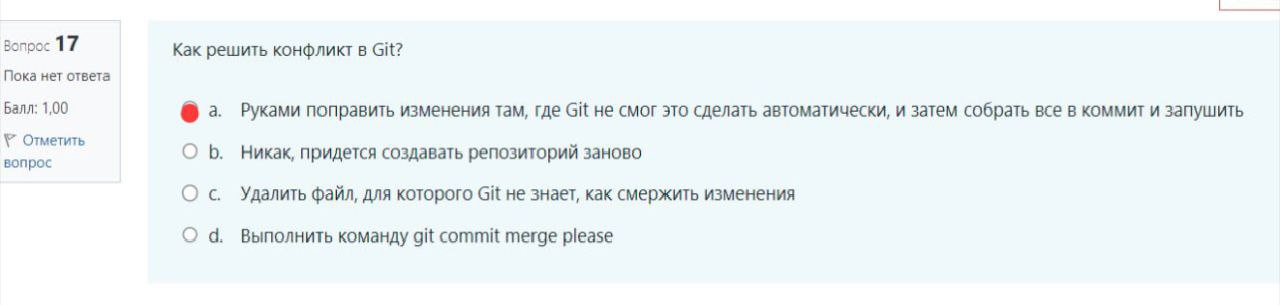 Вопрос 17
Пока нет ответа
Балл: 1,00
Отметить
вопрос
Как решить конфликт в Git?
a. Руками поправить изменения там, где Git не смог это сделать автоматически, и затем собрать все в коммит и запушить
b. Никак, придется создавать репозиторий заново
c. Удалить файл, для которого Git не знает, как смержить изменения
d. Выполнить команду git commit merge please